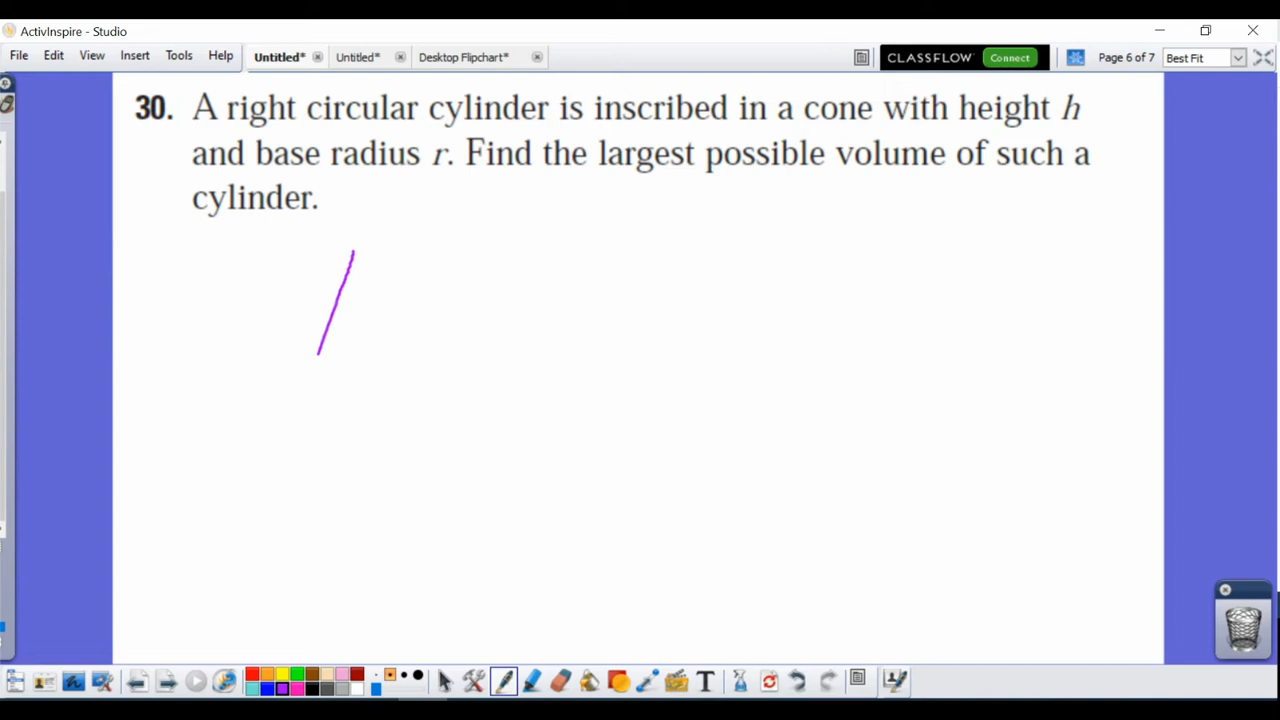 ActivInspire - Studio
File Edit View Insert Tools Help Untitled* Untitled* Desktop Flipchart* CLASSFLOW Connect Page 6 of 7 Best Fit
30. A right circular cylinder is inscribed in a cone with height h
and base radius r. Find the largest possible volume of such a
cylinder.
T